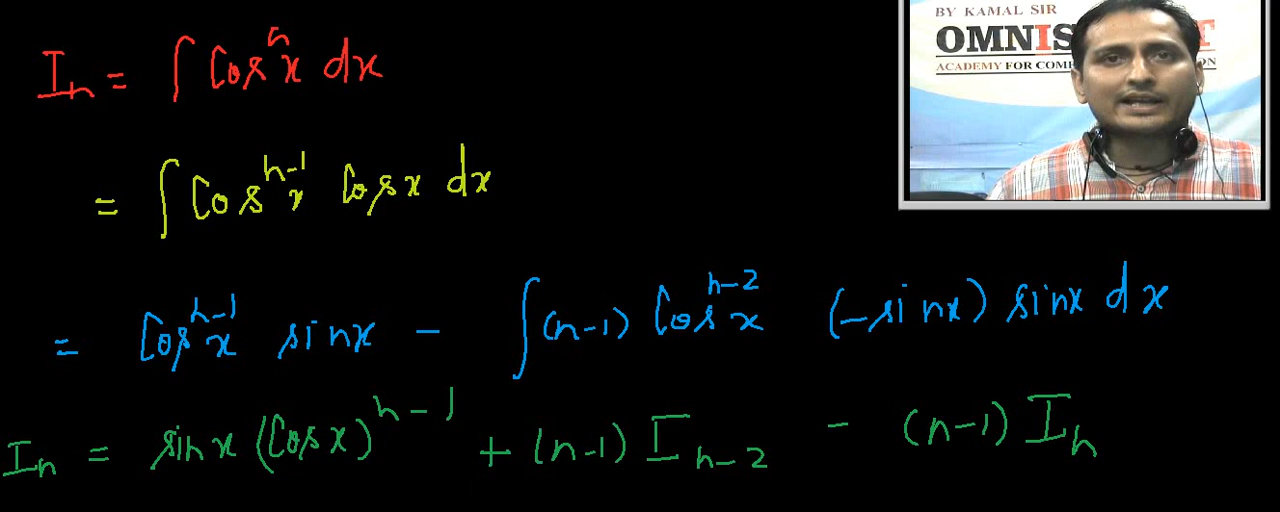 BY KAMAL SIR
OMNIS T
ACADEMY FOR COM ON
Iₙ = ∫ Cosⁿx dx
= ∫ Cosⁿ⁻¹x Cosx dx
= Cosⁿ⁻¹x sinx - ∫ (n-1) Cosⁿ⁻²x (-sinx) sinx dx
Iₙ = sinx (Cosx)ⁿ⁻¹ + (n-1) Iₙ₋₂ - (n-1) Iₙ